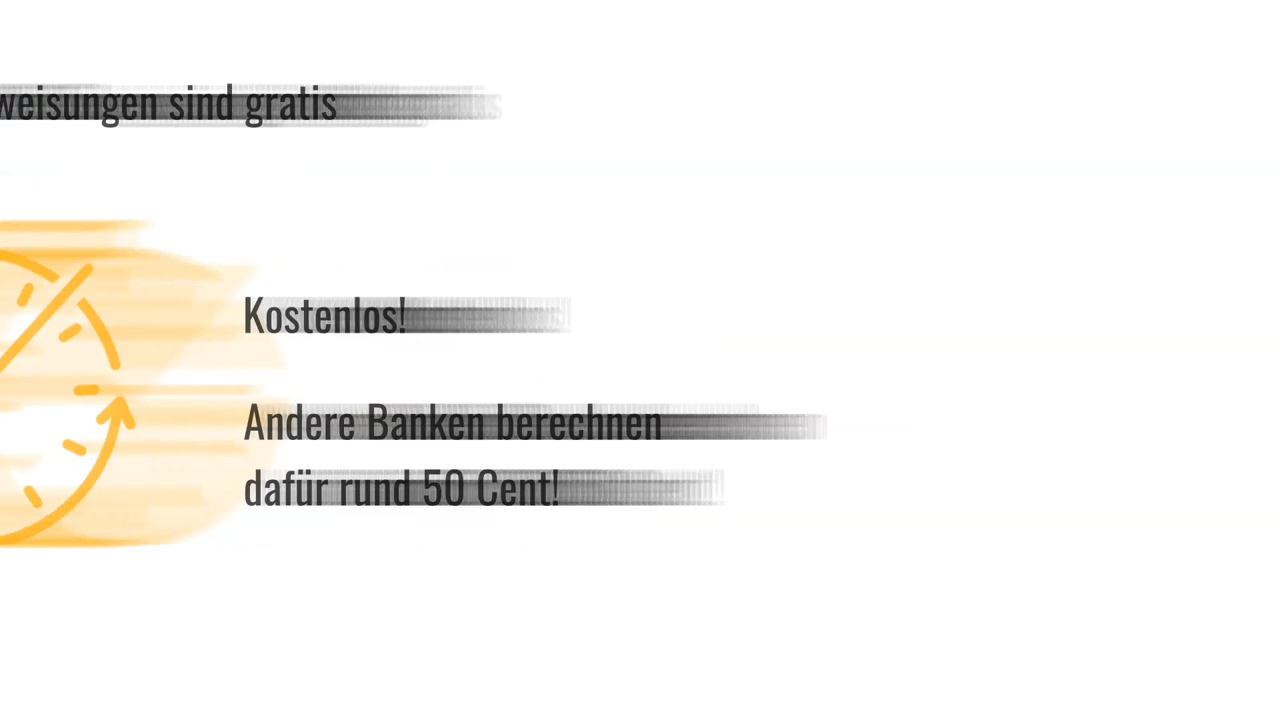 weisungen sind gratis
Kostenlos!
Andere Banken berechnen
dafür rund 50 Cent!